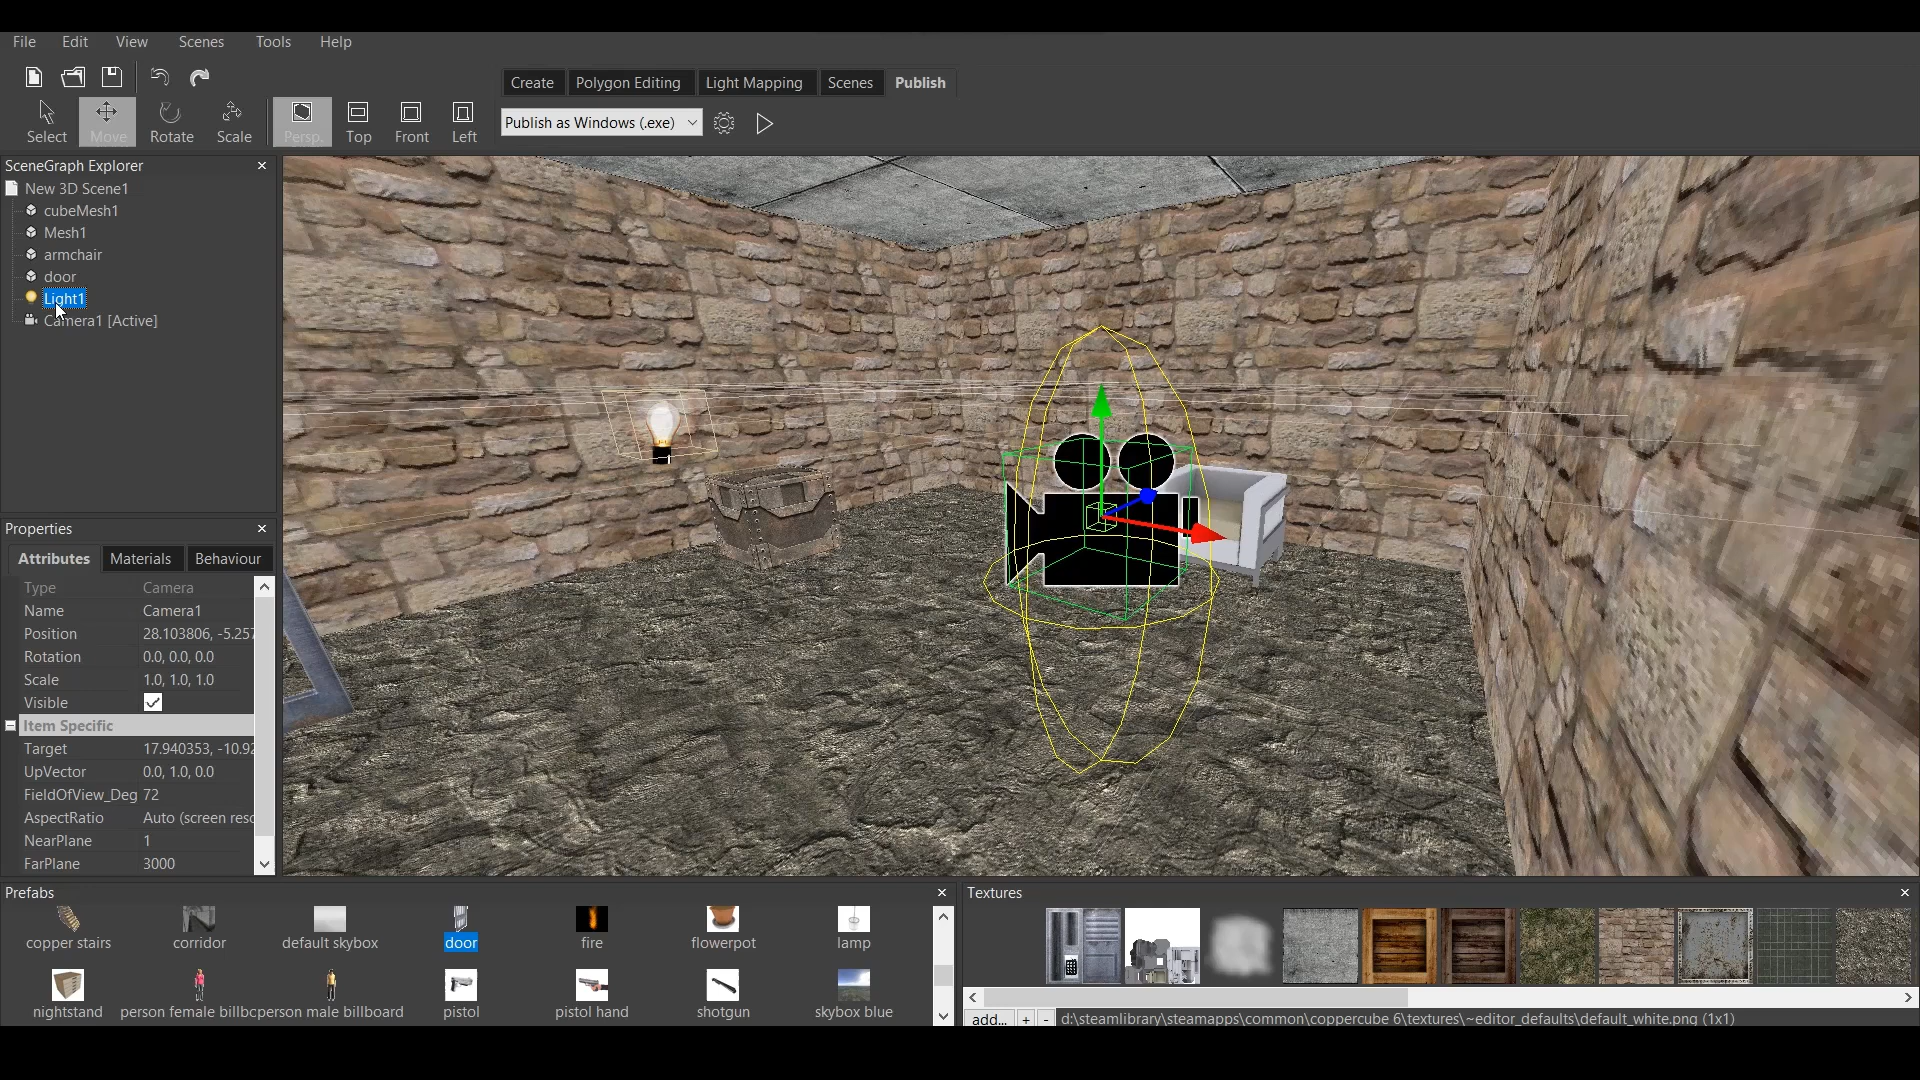 File Edit View Scenes Tools Help
Create Polygon Editing Light Mapping Scenes Publish
Select Move Rotate Scale Persp. Top Front Left
Publish as Windows (.exe)
SceneGraph Explorer
New 3D Scene1
cubeMesh1
Mesh1
armchair
door
Light1
Camera1 [Active]
Properties
Attributes Materials Behaviour
Type Camera
Name Camera1
Position 28.103806, -5.257
Rotation 0.0, 0.0, 0.0
Scale 1.0, 1.0, 1.0
Visible
Item Specific
Target 17.940353, -10.92
UpVector 0.0, 1.0, 0.0
FieldOfView_Deg 72
AspectRatio Auto (screen resc
NearPlane 1
FarPlane 3000
Prefabs
copper stairs corridor default skybox door fire flowerpot lamp
nightstand person female billbc person male billboard pistol pistol hand shotgun skybox blue
Textures
add... + - d:\steamlibrary\steamapps\common\coppercube 6\textures\~editor_defaults\default_white.png (1x1)